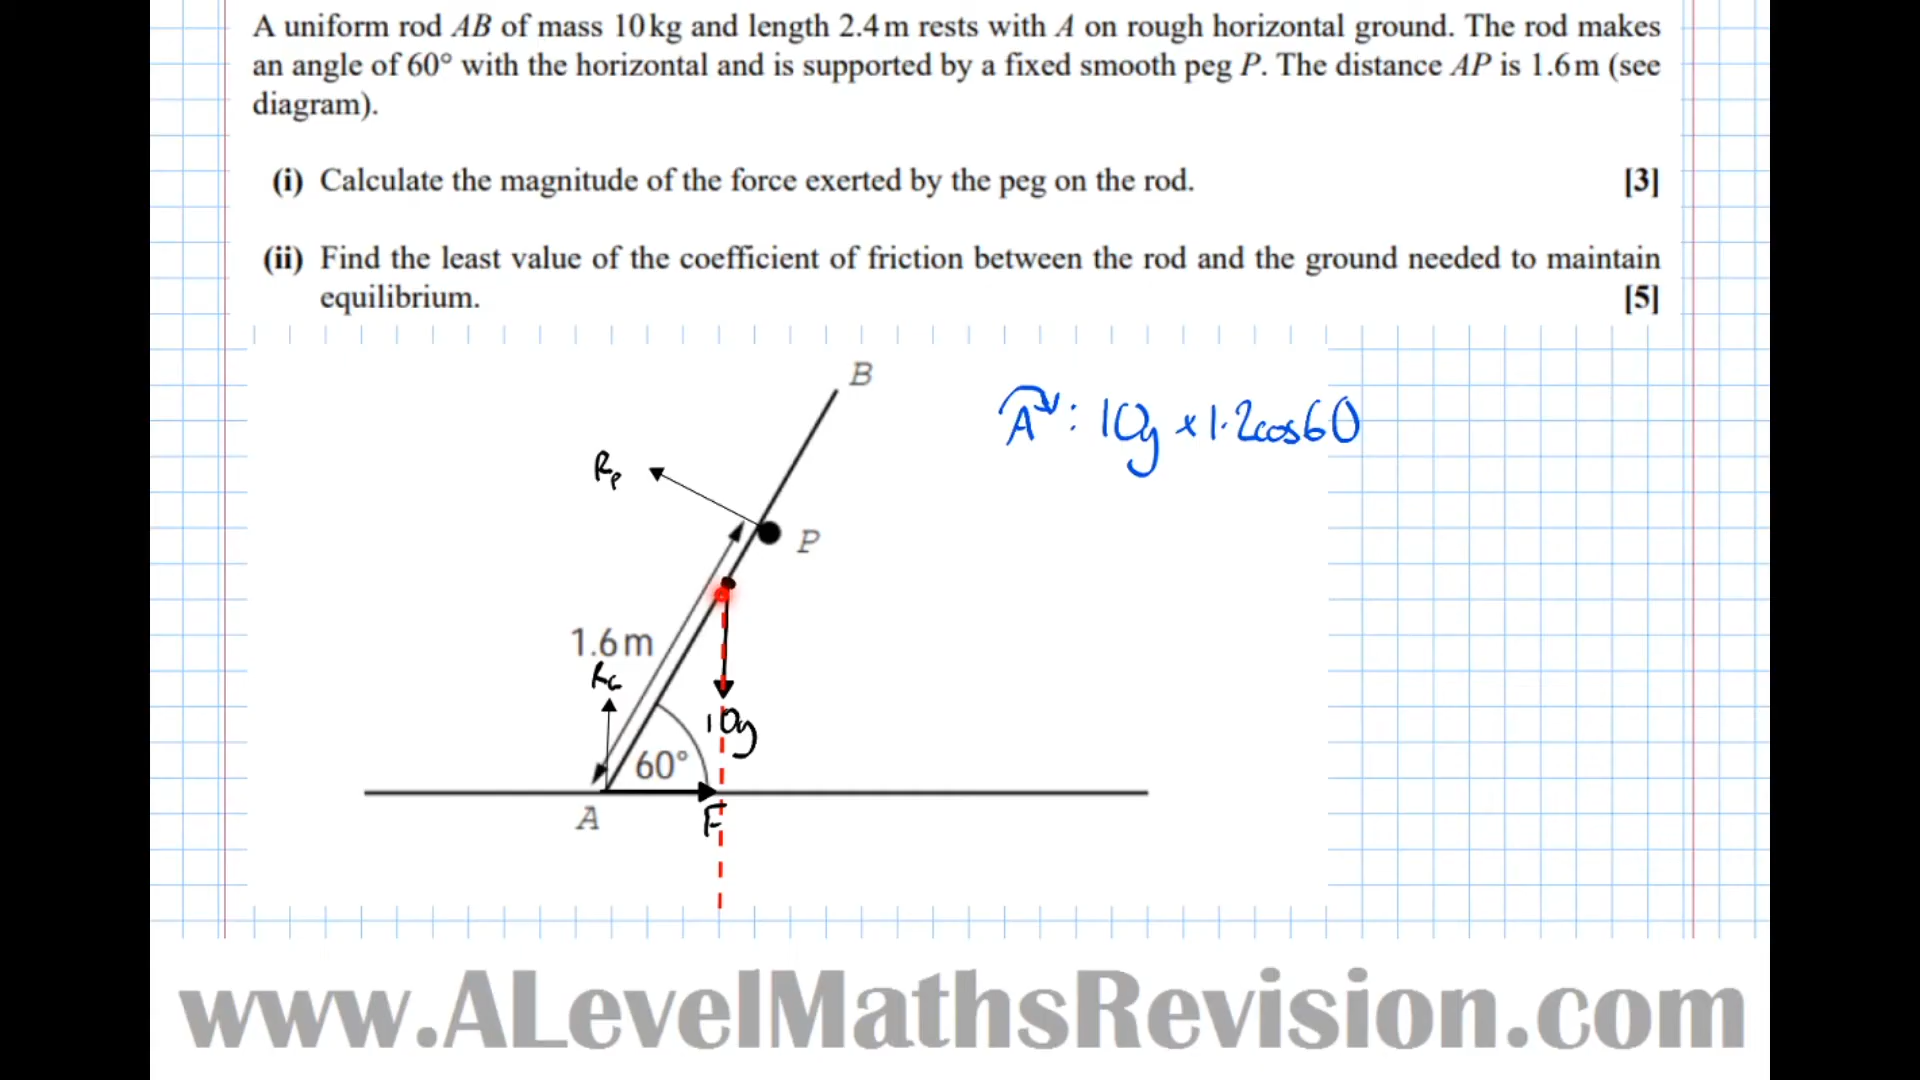 A uniform rod AB of mass 10 kg and length 2.4 m rests with A on rough horizontal ground. The rod makes
an angle of 60° with the horizontal and is supported by a fixed smooth peg P. The distance AP is 1.6 m (see
diagram).
(i) Calculate the magnitude of the force exerted by the peg on the rod. [3]
(ii) Find the least value of the coefficient of friction between the rod and the ground needed to maintain
equilibrium. [5]
B
A: 10g × 1.2cos60
Rp
P
1.6 m
RG
10g
60°
A
F
www.ALevelMathsRevision.com